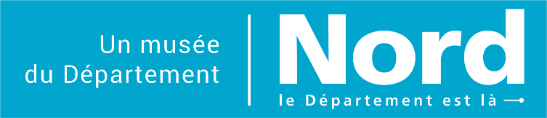 Un musée
du Département
Nord
le Département est là